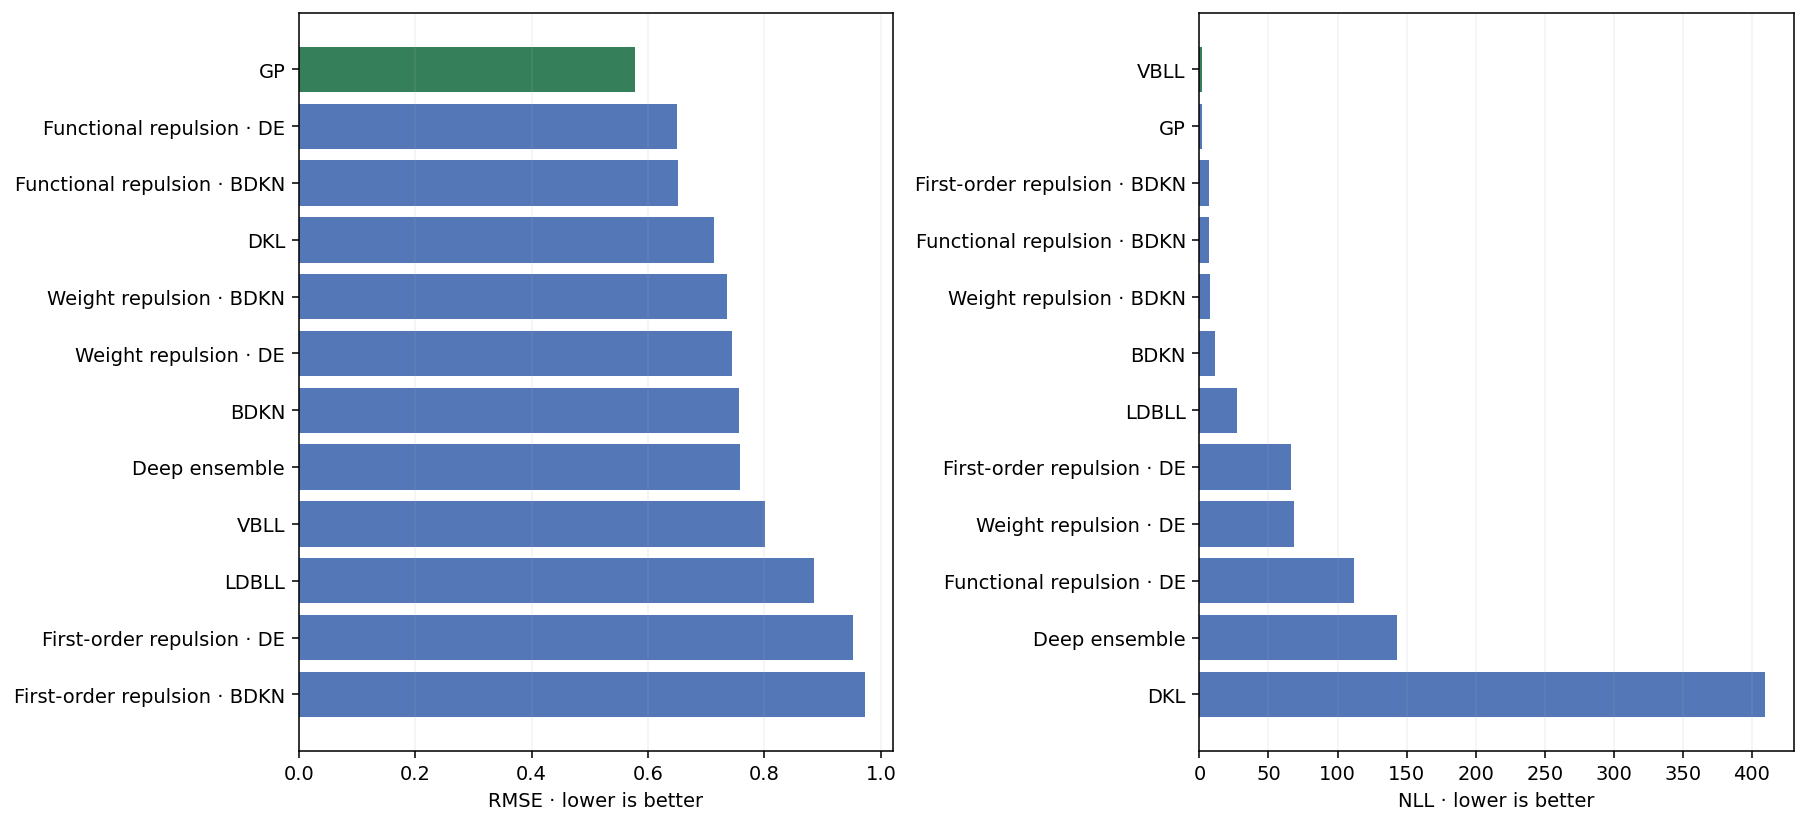 GP
Functional repulsion · DE
Functional repulsion · BDKN
DKL
Weight repulsion · BDKN
Weight repulsion · DE
BDKN
Deep ensemble
VBLL
LDBLL
First-order repulsion · DE
First-order repulsion · BDKN
0.0 0.2 0.4 0.6 0.8 1.0
RMSE · lower is better
VBLL
GP
First-order repulsion · BDKN
Functional repulsion · BDKN
Weight repulsion · BDKN
BDKN
LDBLL
First-order repulsion · DE
Weight repulsion · DE
Functional repulsion · DE
Deep ensemble
DKL
0 50 100 150 200 250 300 350 400
NLL · lower is better